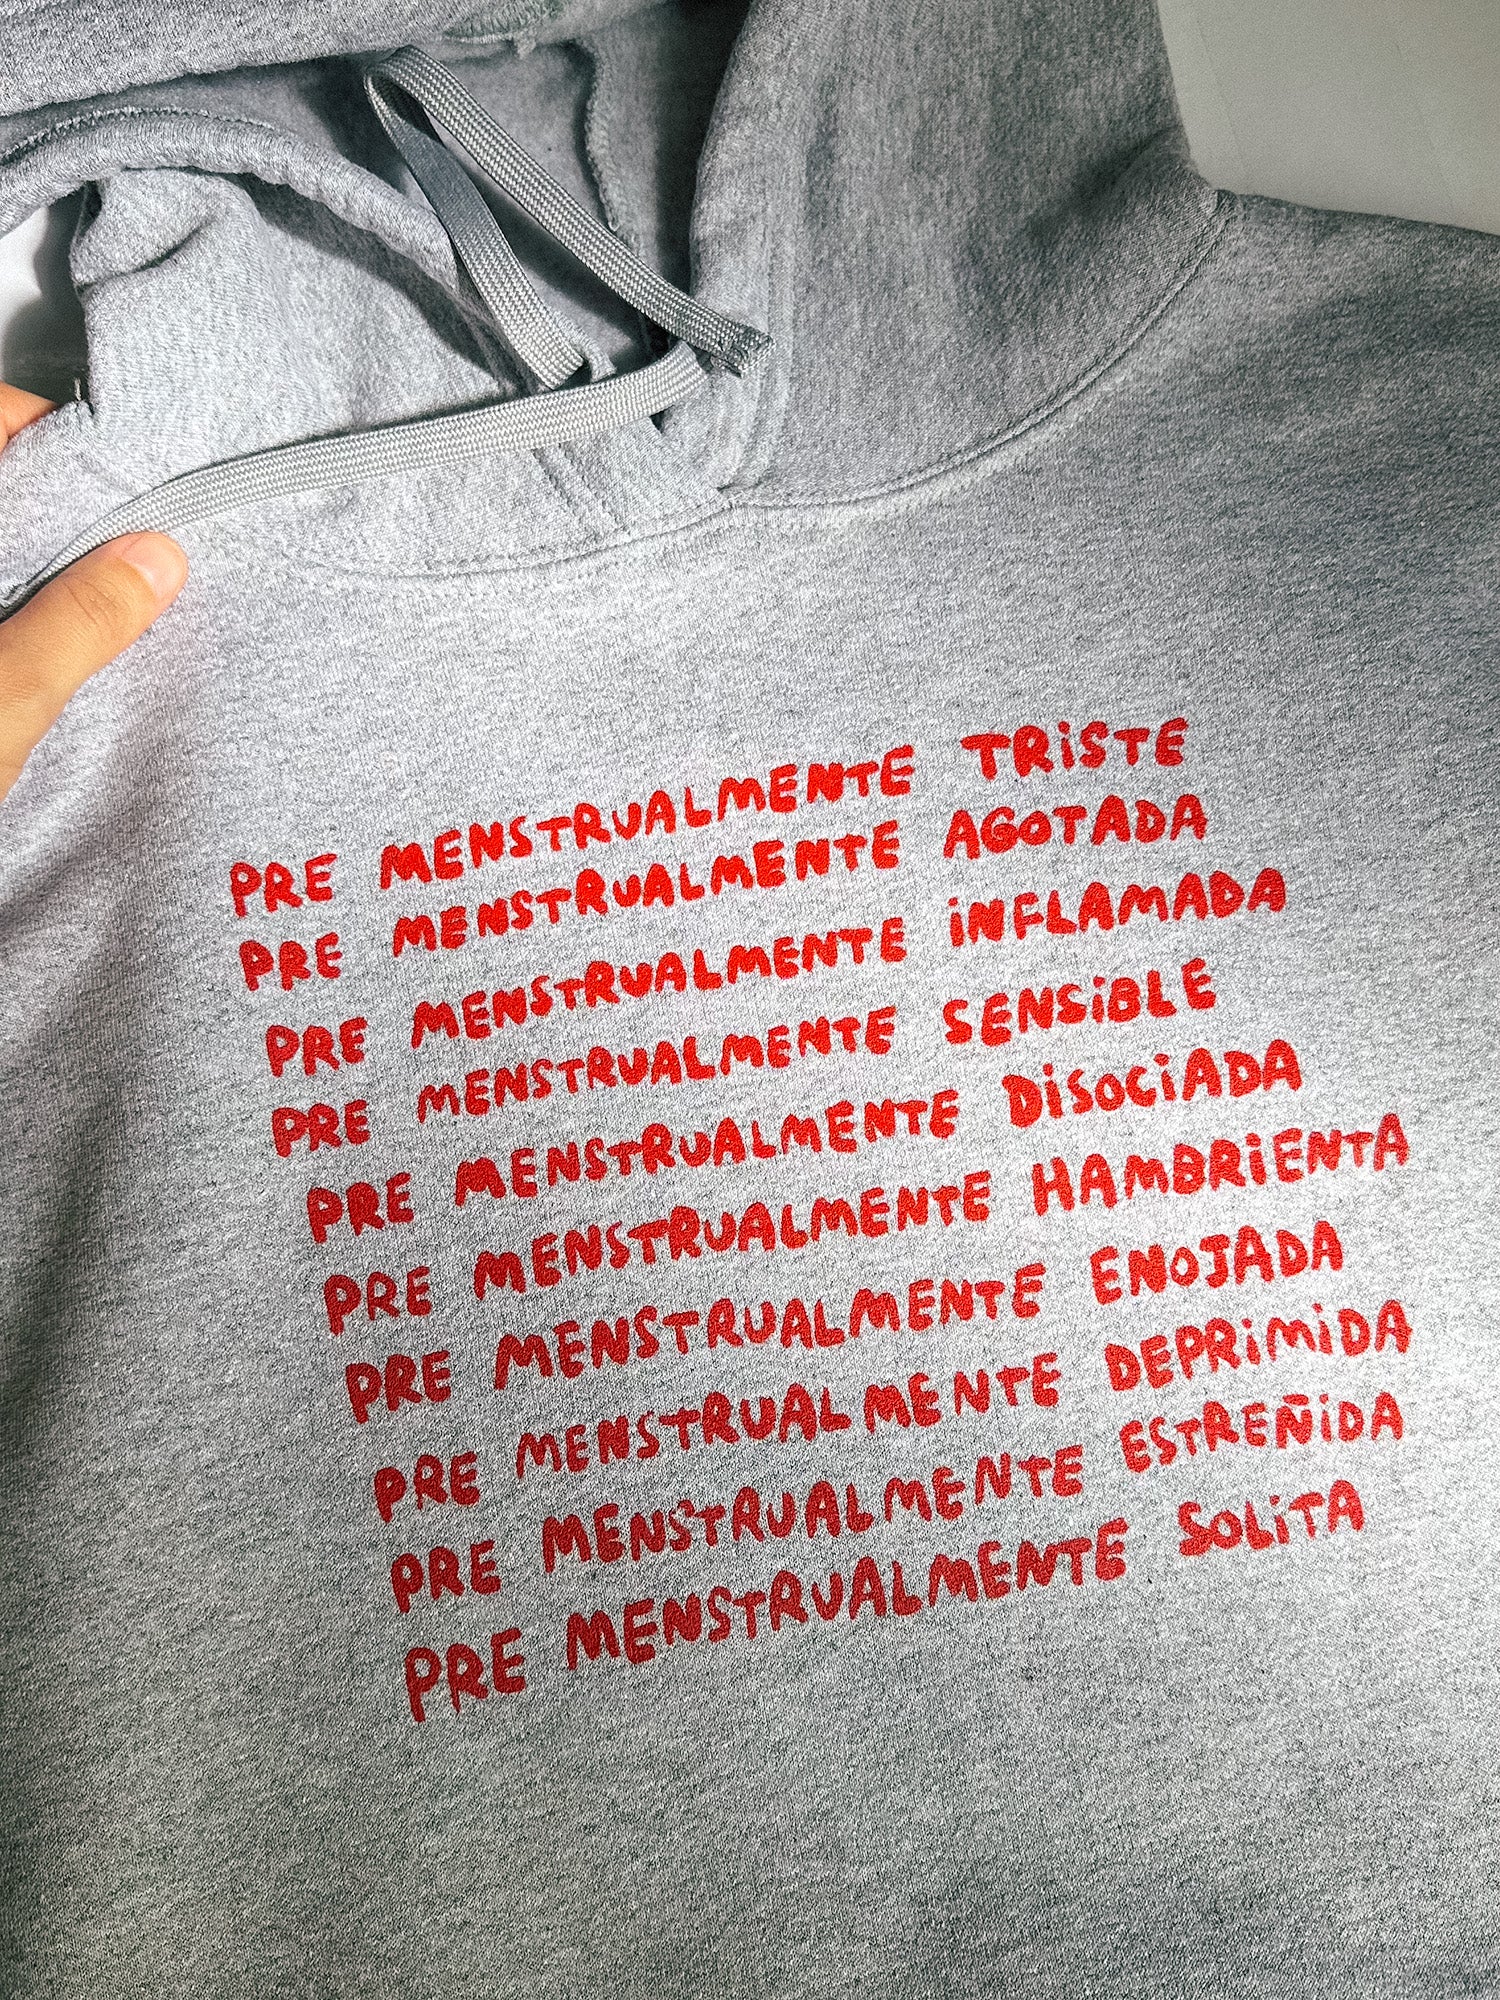 PRE MENSTRUALMENTE TRiSTE
PRE MENSTRUALMENTE AGOTADA
PRE MENSTRUALMENTE iNFLAMADA
PRE MENSTRUALMENTE SENSiBLE
PRE MENSTRUALMENTE DiSOCiADA
PRE MENSTRUALMENTE HAMBRiENTA
PRE MENSTRUALMENTE ENOJADA
PRE MENSTRUALMENTE DEPRiMiDA
PRE MENSTRUALMENTE ESTREÑiDA
PRE MENSTRUALMENTE SOLiTA